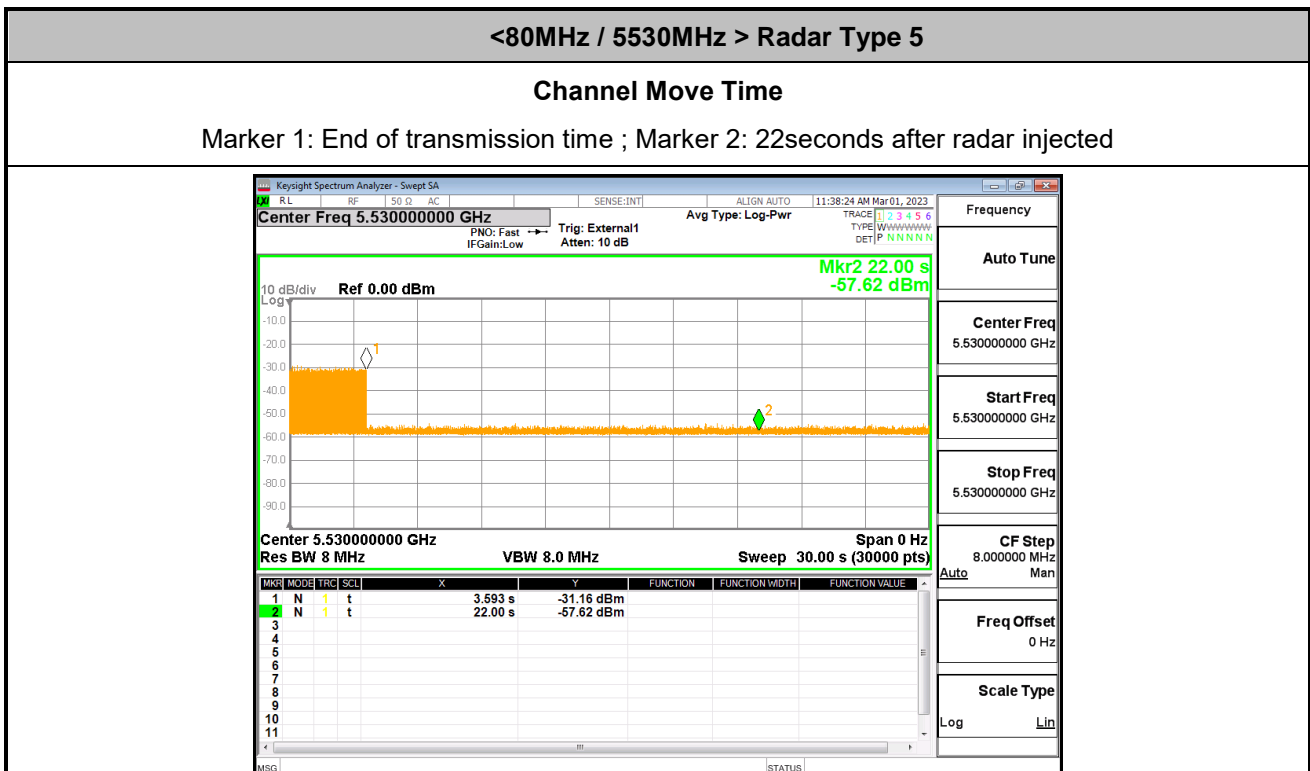 <80MHz / 5530MHz > Radar Type 5
Channel Move Time
Marker 1: End of transmission time ; Marker 2: 22seconds after radar injected
Keysight Spectrum Analyzer - Swept SA
LXI RL RF 50 Ω AC SENSE:INT ALIGN AUTO 11:38:24 AM Mar 01, 2023
Center Freq 5.530000000 GHz
PNO: Fast
IFGain:Low
Trig: External1
Atten: 10 dB
Avg Type: Log-Pwr
TRACE 1 2 3 4 5 6
TYPE WWWWWW
DET P N N N N N
Mkr2 22.00 s
-57.62 dBm
10 dB/div Ref 0.00 dBm
Log
-10.0
-20.0
-30.0
-40.0
-50.0
-60.0
-70.0
-80.0
-90.0
1
2
Center 5.530000000 GHz Span 0 Hz
Res BW 8 MHz VBW 8.0 MHz Sweep 30.00 s (30000 pts)
MKR MODE TRC SCL X Y FUNCTION FUNCTION WIDTH FUNCTION VALUE
1 N 1 t 3.593 s -31.16 dBm
2 N 1 t 22.00 s -57.62 dBm
3
4
5
6
7
8
9
10
11
MSG STATUS
Frequency
Auto Tune
Center Freq
5.530000000 GHz
Start Freq
5.530000000 GHz
Stop Freq
5.530000000 GHz
CF Step
8.000000 MHz
Auto Man
Freq Offset
0 Hz
Scale Type
Log Lin